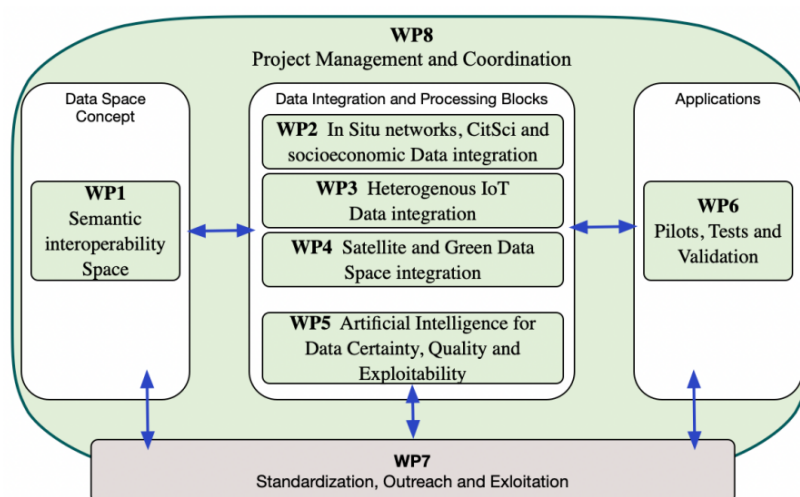 WP8
Project Management and Coordination
Data Space
Concept
WP1
Semantic
interoperability
Space
Data Integration and Processing Blocks
WP2 In Situ networks, CitSci and
socioeconomic Data integration
WP3 Heterogenous IoT
Data integration
WP4 Satellite and Green Data
Space integration
WP5 Artificial Intelligence for
Data Certainty, Quality and
Exploitability
Applications
WP6
Pilots, Tests and
Validation
WP7
Standardization, Outreach and Exloitation